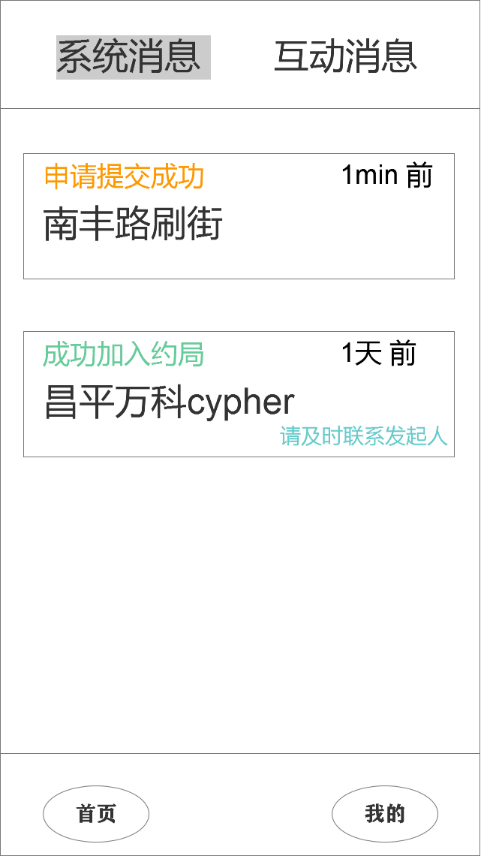 系统消息 互动消息
申请提交成功 1min 前
南丰路刷街
成功加入约局 1天 前
昌平万科cypher
请及时联系发起人
首页 我的